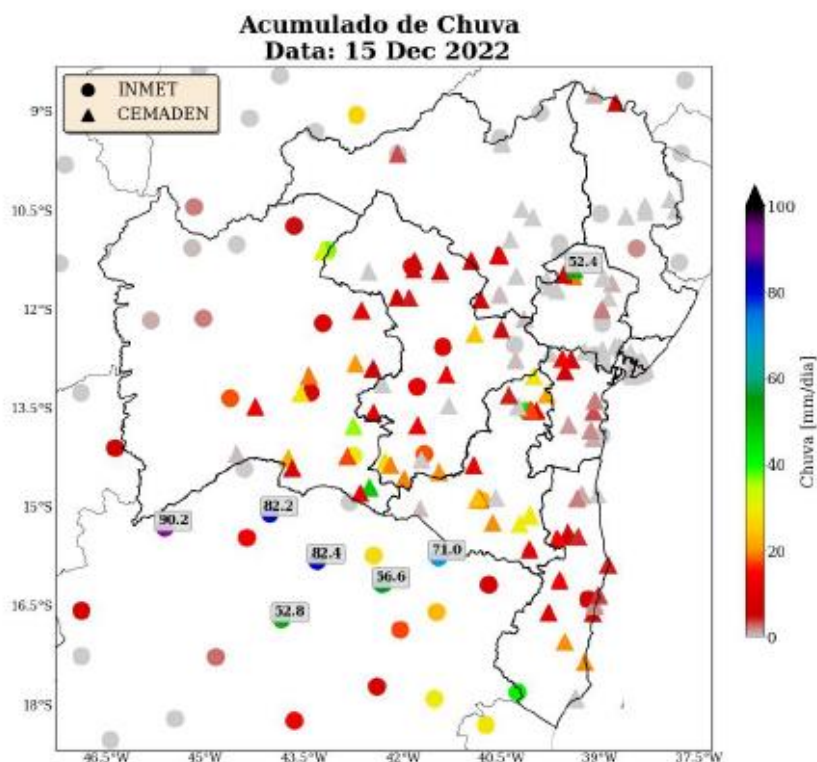 Acumulado de Chuva
Data: 15 Dec 2022
INMET
CEMADEN
9°S
10.5°S
12°S
13.5°S
15°S
16.5°S
18°S
52.4
90.2
82.2
82.4
71.0
56.6
52.8
46.5°W
45°W
43.5°W
42°W
40.5°W
39°W
37.5°W
100
80
60
40
20
0
Chuva [mm/dia]